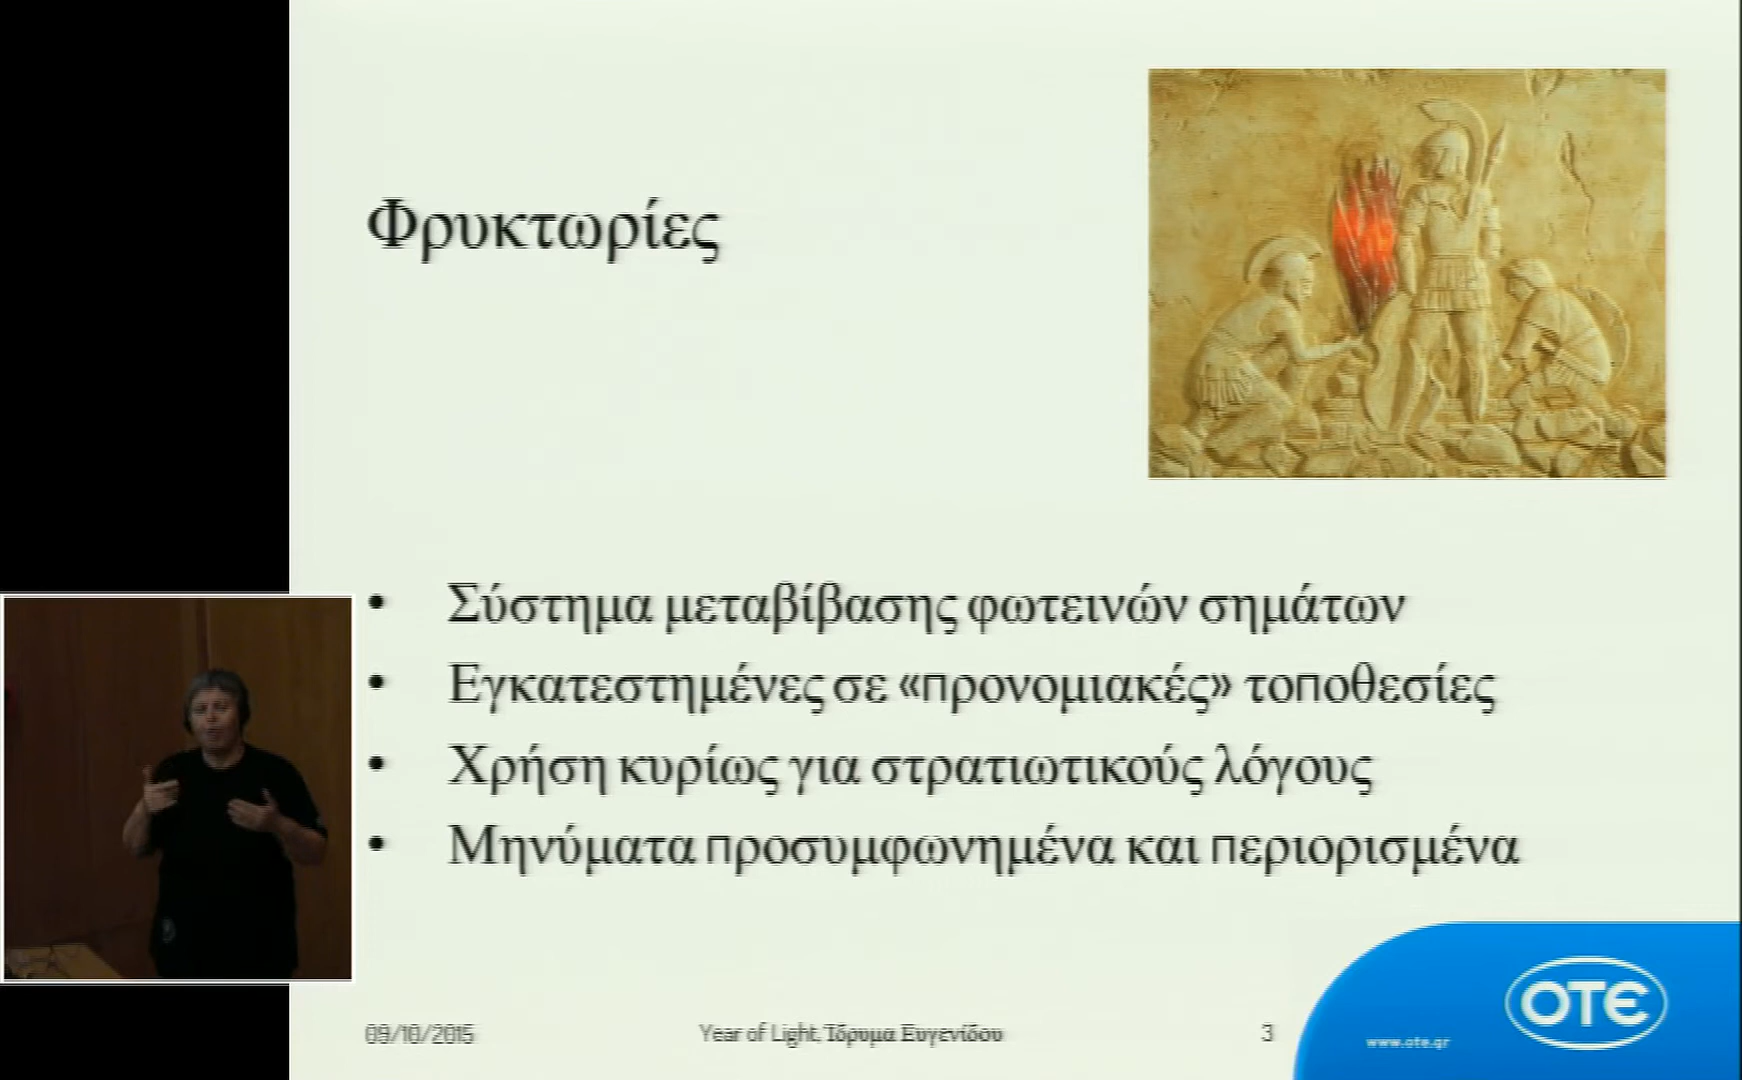 Φρυκτωρίες
• Σύστημα μεταβίβασης φωτεινών σημάτων
• Εγκατεστημένες σε «προνομιακές» τοποθεσίες
• Χρήση κυρίως για στρατιωτικούς λόγους
• Μηνύματα προσυμφωνημένα και περιορισμένα
09/10/2015
Year of Light, Ίδρυμα Ευγενίδου
3
www.ote.gr
OTE